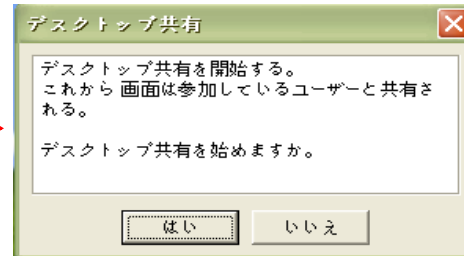 デスクトップ共有
デスクトップ共有を開始する。
これから 画面は参加しているユーザーと共有さ
れる。
デスクトップ共有を始めますか。
はい
いいえ